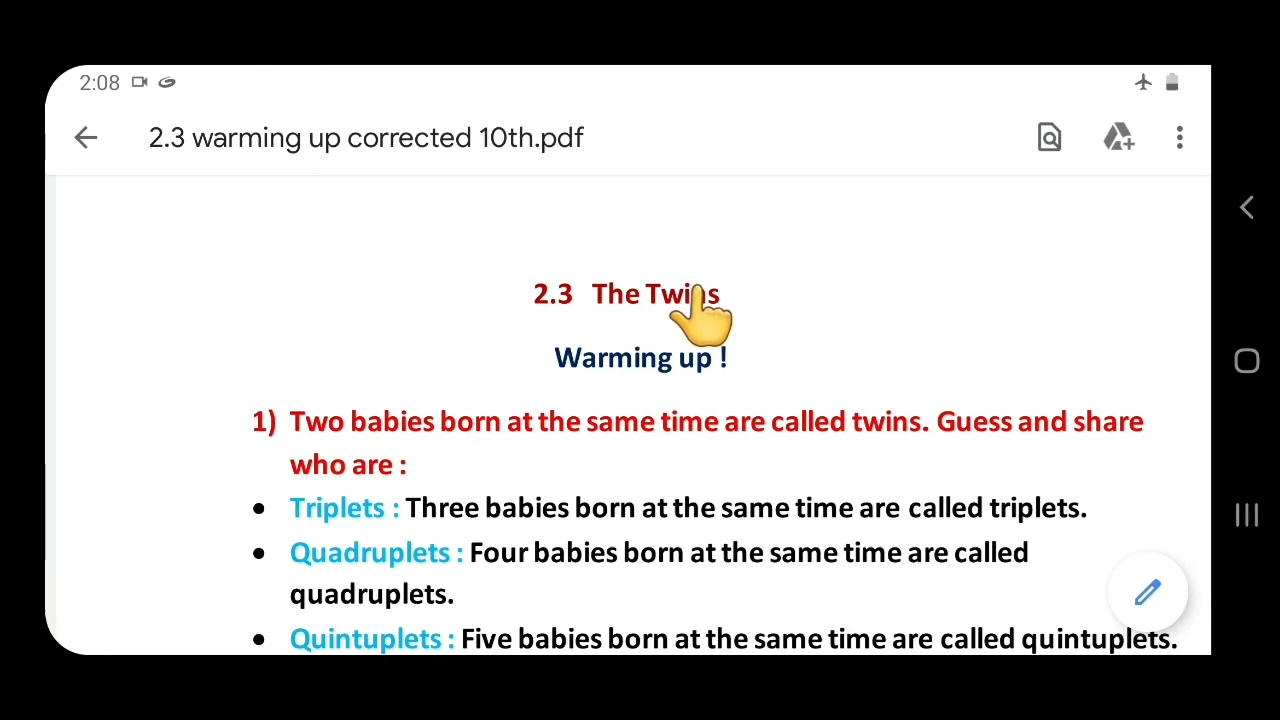 2:08
2.3 warming up corrected 10th.pdf
2.3 The Twins
Warming up !
1) Two babies born at the same time are called twins. Guess and share
who are :
• Triplets : Three babies born at the same time are called triplets.
• Quadruplets : Four babies born at the same time are called
quadruplets.
• Quintuplets : Five babies born at the same time are called quintuplets.